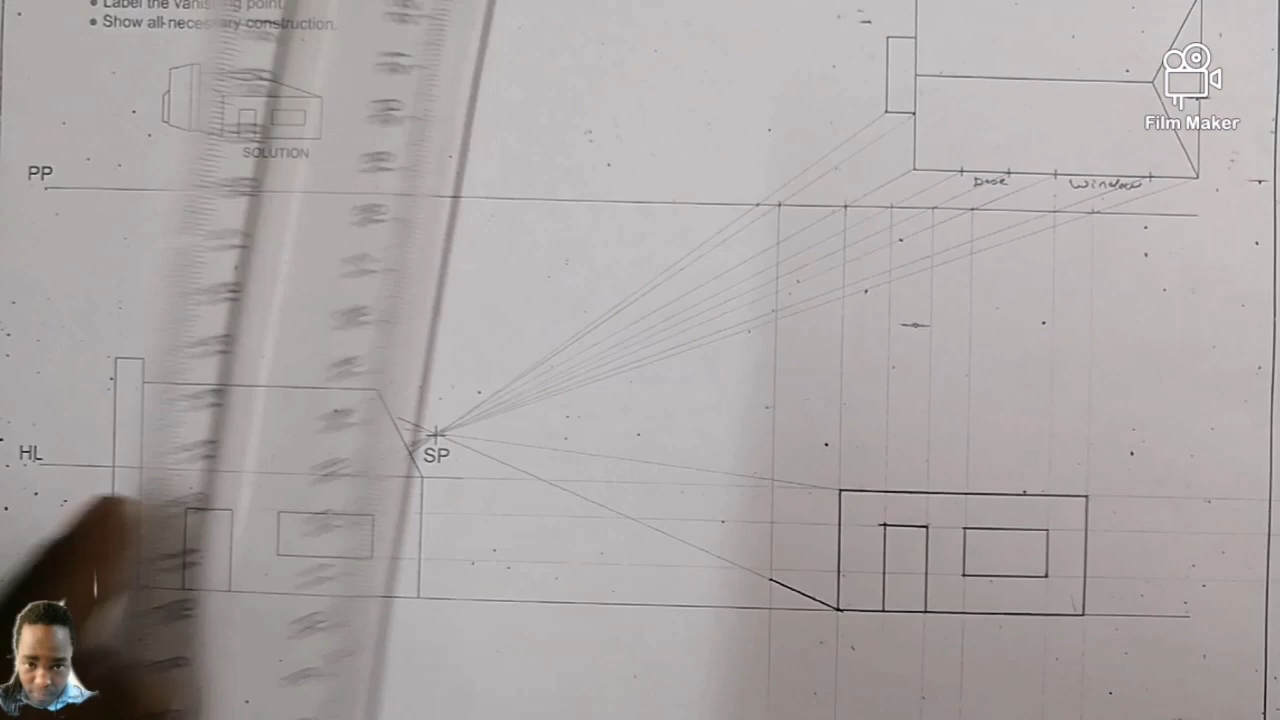 • Label the vanishing point.
• Show all necessary construction.
Film Maker
SOLUTION
PP
Door
Window
HL
SP